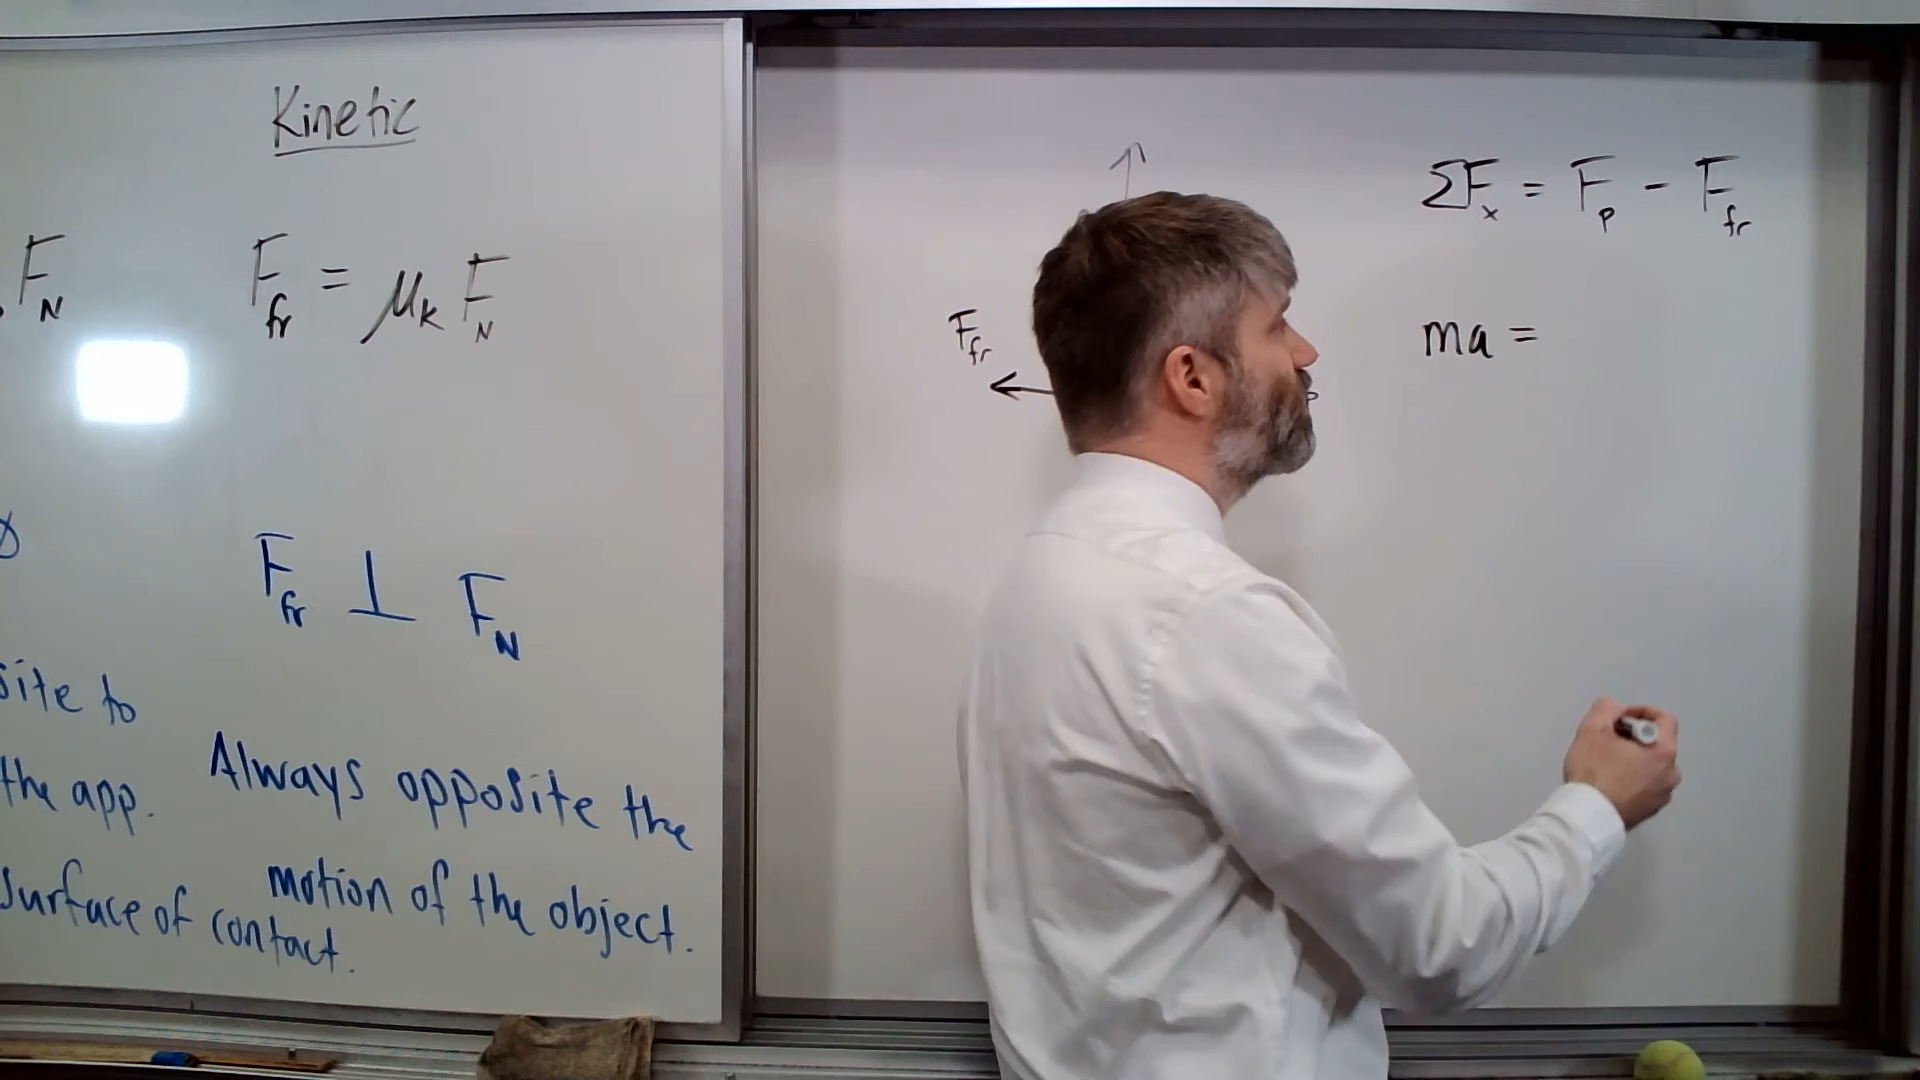 Kinetic
F_N
F_fr = μ_k F_N
F_fr ⊥ F_N
site to
the app.
surface of contact.
Always opposite the
motion of the object.
F_fr
ΣF_x = F_p - F_fr
ma =